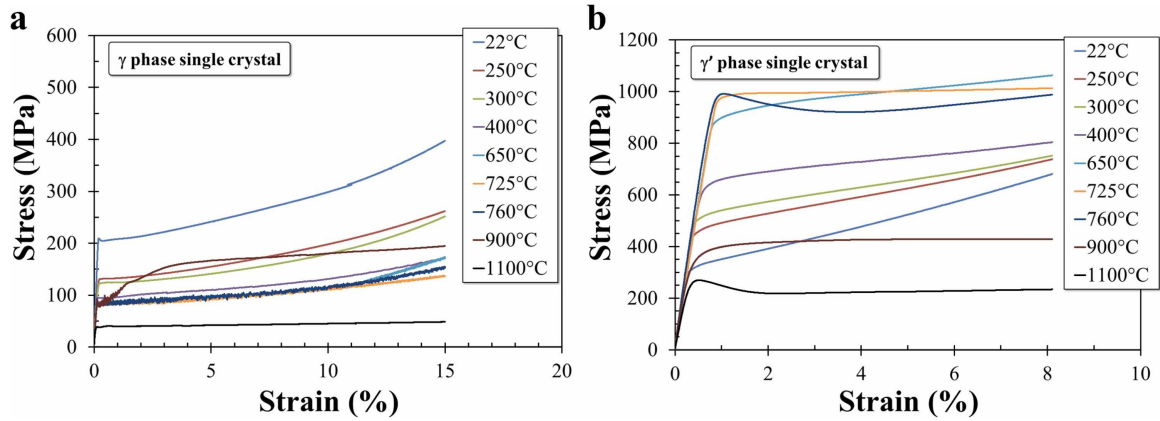 a
γ phase single crystal
Stress (MPa)
600
500
400
300
200
100
0
0
5
10
15
20
Strain (%)
22°C
250°C
300°C
400°C
650°C
725°C
760°C
900°C
1100°C
b
γ′ phase single crystal
Stress (MPa)
1200
1000
800
600
400
200
0
0
2
4
6
8
10
Strain (%)
22°C
250°C
300°C
400°C
650°C
725°C
760°C
900°C
1100°C